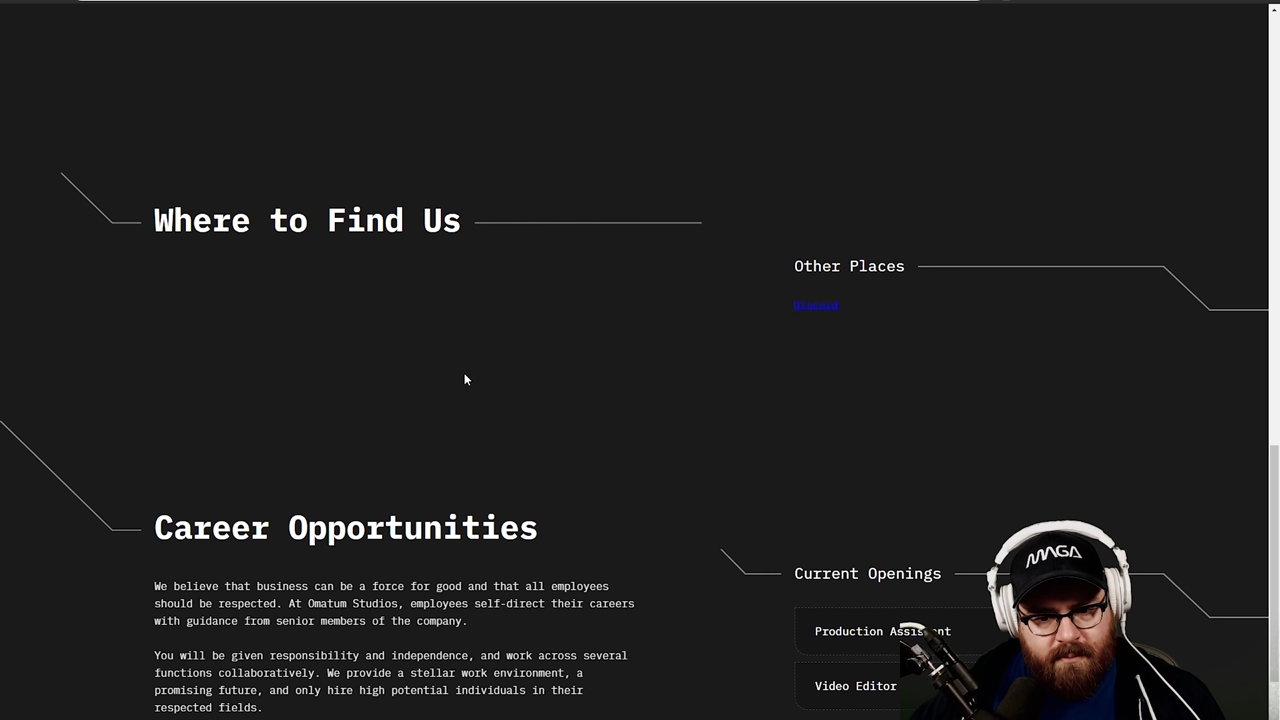 Where to Find Us
Other Places
Discord
Career Opportunities
We believe that business can be a force for good and that all employees
should be respected. At Omatum Studios, employees self-direct their careers
with guidance from senior members of the company.
You will be given responsibility and independence, and work across several
functions collaboratively. We provide a stellar work environment, a
promising future, and only hire high potential individuals in their
respected fields.
Current Openings
Production Assistant
Video Editor